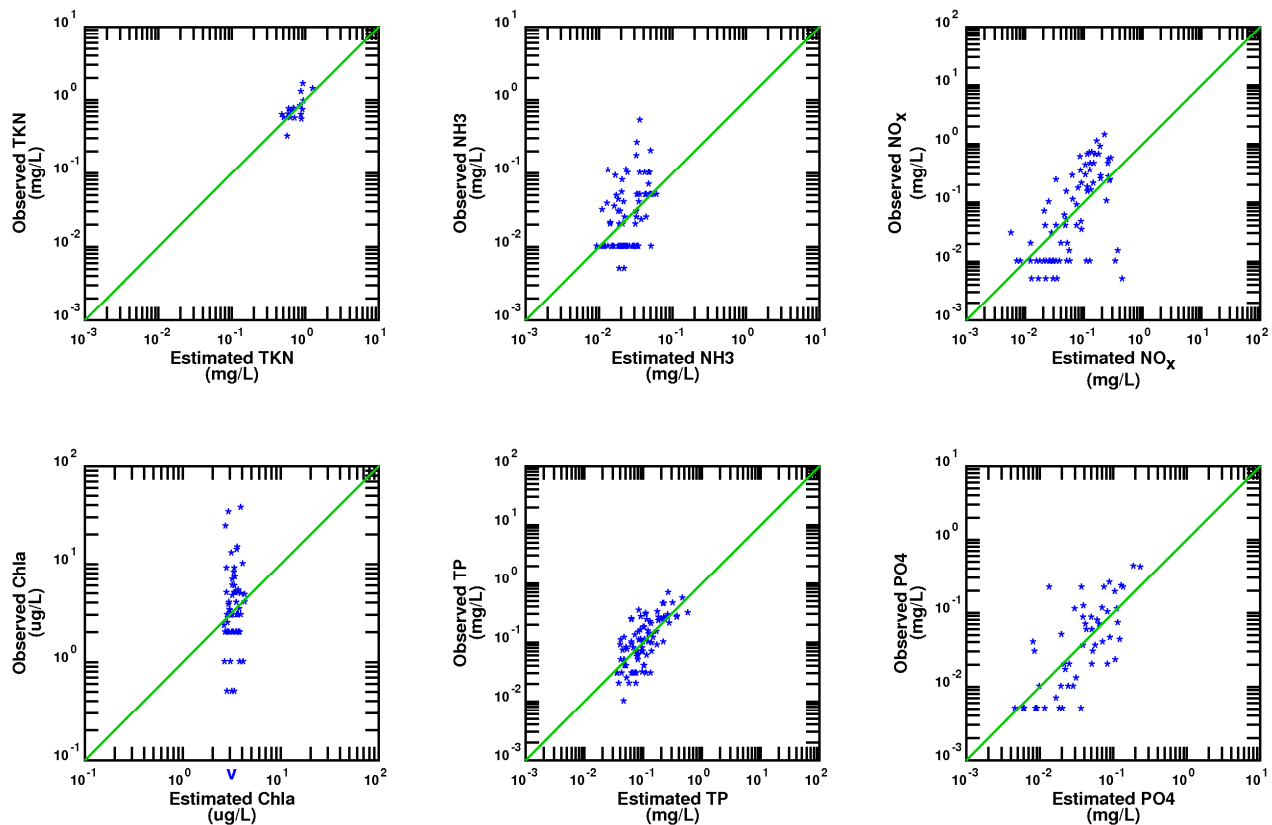 10^1
10^0
10^-1
10^-2
10^-3
Observed TKN
(mg/L)
10^-3 10^-2 10^-1 10^0 10^1
Estimated TKN
(mg/L)
10^1
10^0
10^-1
10^-2
10^-3
Observed NH3
(mg/L)
10^-3 10^-2 10^-1 10^0 10^1
Estimated NH3
(mg/L)
10^2
10^1
10^0
10^-1
10^-2
10^-3
Observed NOX
(mg/L)
10^-3 10^-2 10^-1 10^0 10^1 10^2
Estimated NOX
(mg/L)
10^2
10^1
10^0
10^-1
Observed Chla
(ug/L)
10^-1 10^0 v 10^1 10^2
Estimated Chla
(ug/L)
10^2
10^1
10^0
10^-1
10^-2
10^-3
Observed TP
(mg/L)
10^-3 10^-2 10^-1 10^0 10^1 10^2
Estimated TP
(mg/L)
10^1
10^0
10^-1
10^-2
10^-3
Observed PO4
(mg/L)
10^-3 10^-2 10^-1 10^0 10^1
Estimated PO4
(mg/L)